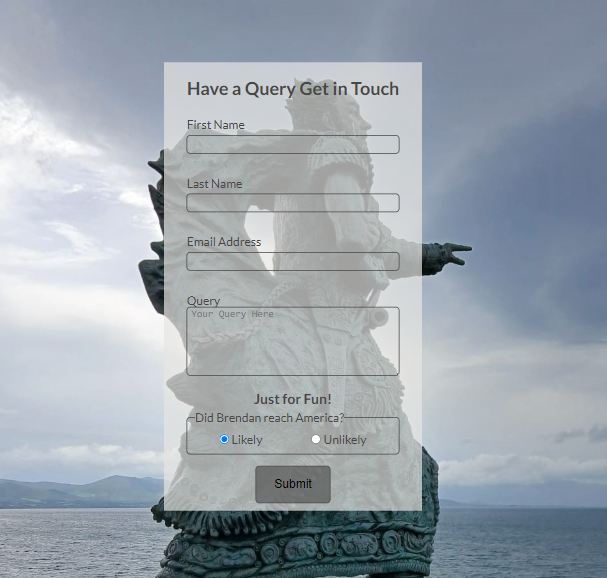 Have a Query Get in Touch
First Name
Last Name
Email Address
Query
Your Query Here
Just for Fun!
Did Brendan reach America?
Likely
Unlikely
Submit